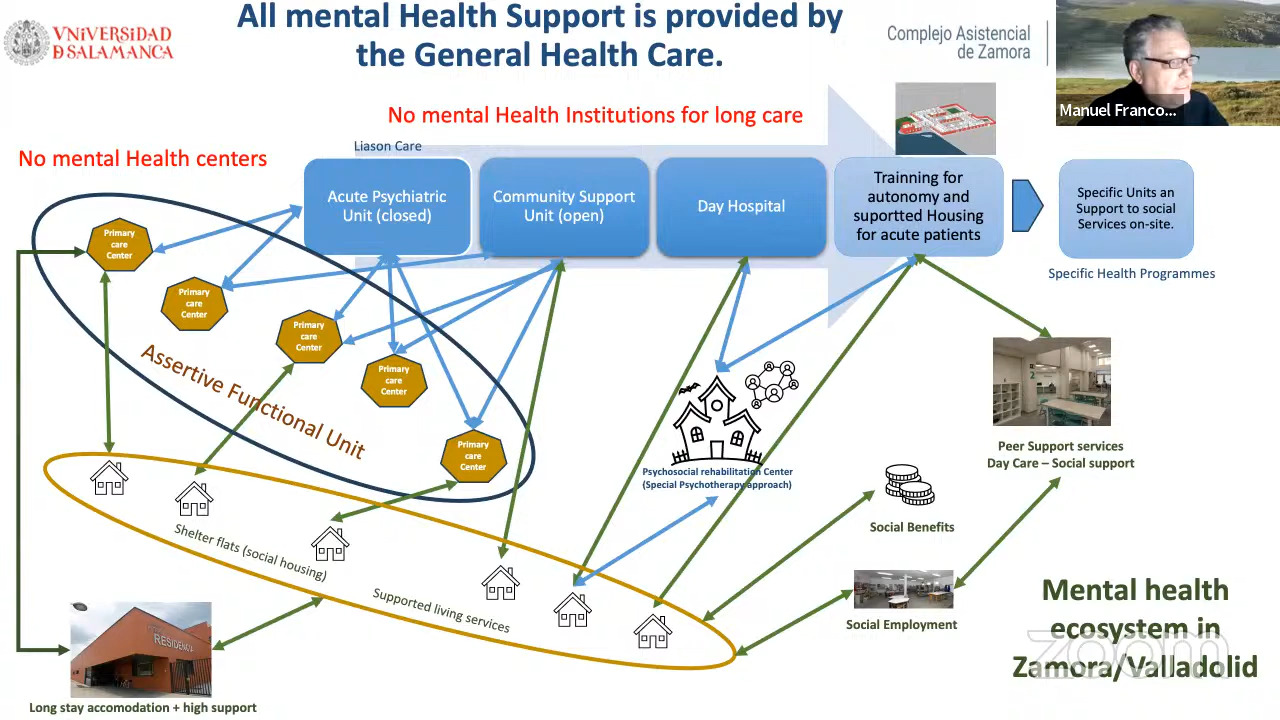 All mental Health Support is provided by
the General Health Care.
VNiVERSiDAD
D SALAMANCA
Complejo Asistencial
de Zamora
Manuel Franco...
No mental Health Institutions for long care
No mental Health centers
Liason Care
Acute Psychiatric
Unit (closed)
Community Support
Unit (open)
Day Hospital
Trainning for
autonomy and
suportted Housing
for acute patients
Specific Units an
Support to social
Services on-site.
Specific Health Programmes
Primary
care
Center
Primary
care
Center
Primary
care
Center
Primary
care
Center
Primary
care
Center
Assertive Functional Unit
Psychosocial rehabilitation Center
(Special Psychotherapy approach)
Peer Support services
Day Care – Social support
Shelter flats (social housing)
Supported living services
Social Benefits
Social Employment
RESIDENCIA
Long stay accomodation + high support
Mental health
ecosystem in
Zamora/Valladolid
zoom